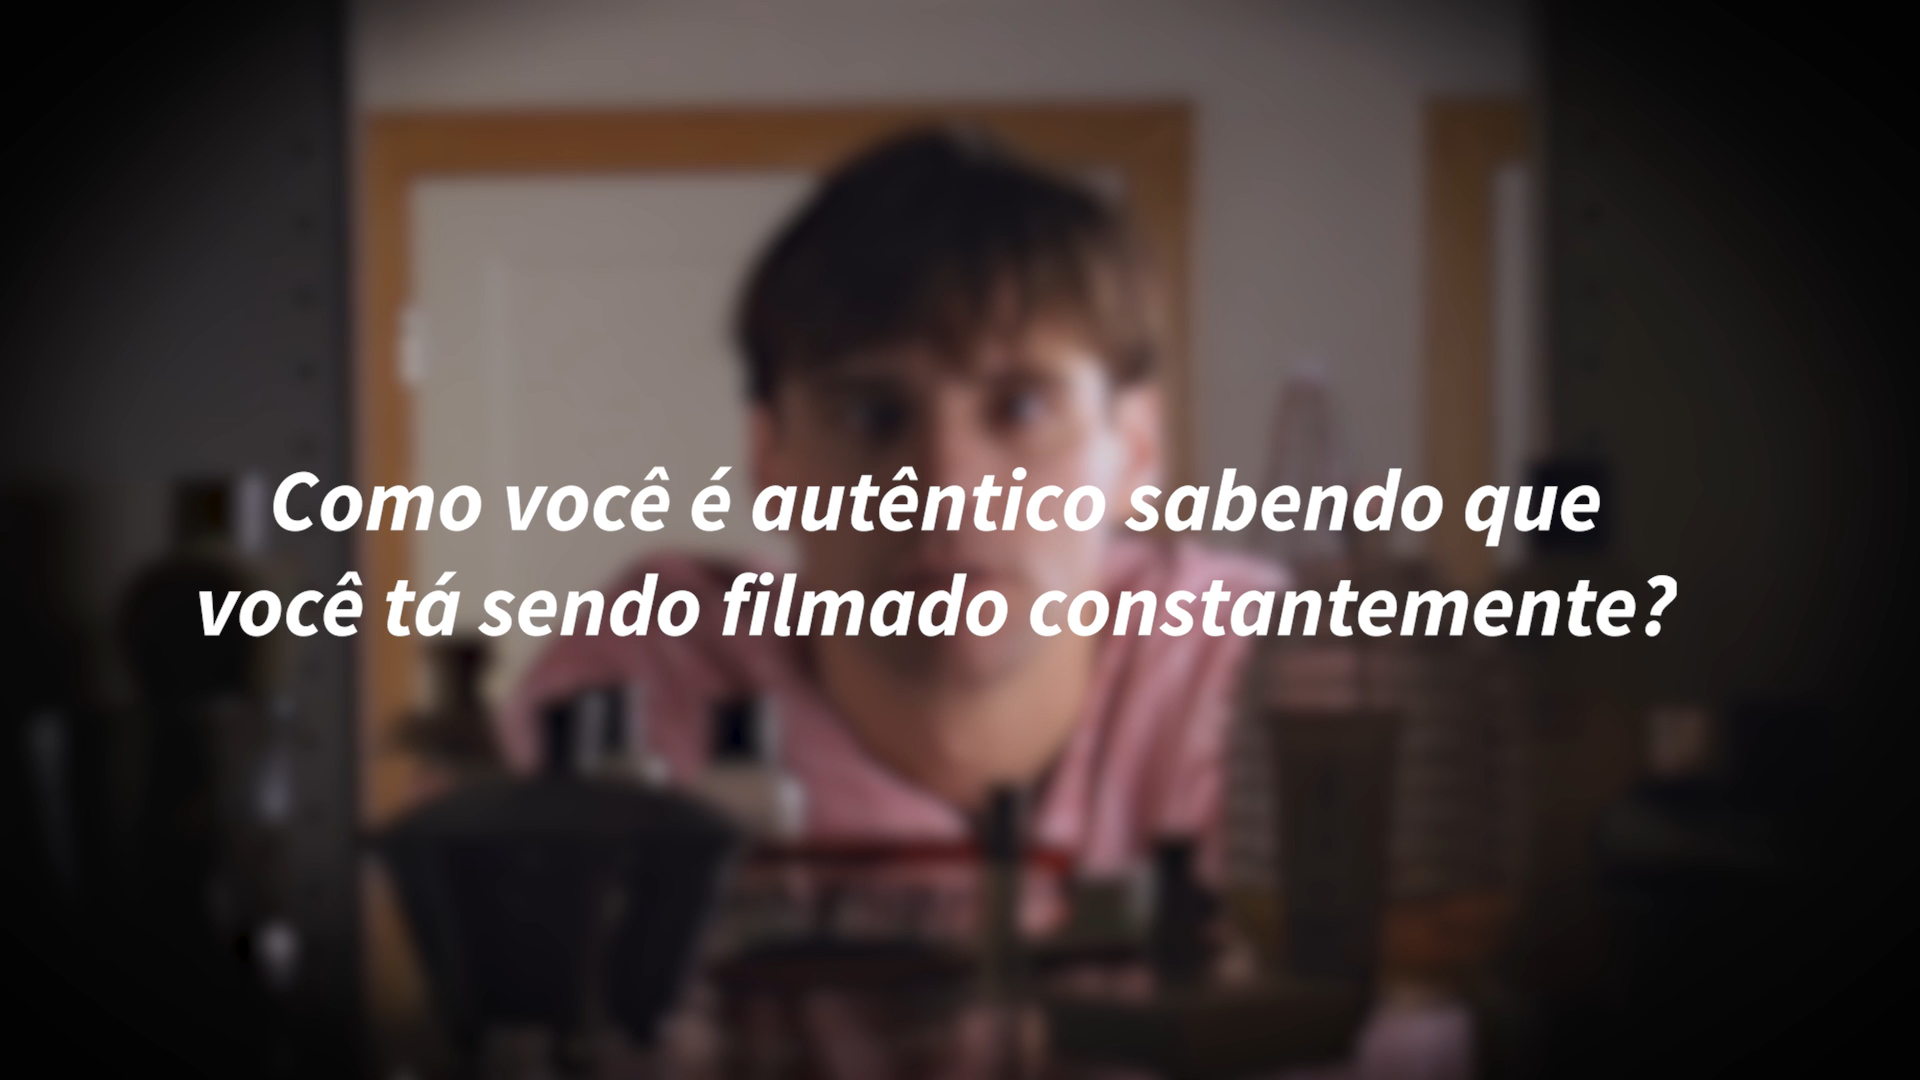 Como você é autêntico sabendo que
você tá sendo filmado constantemente?